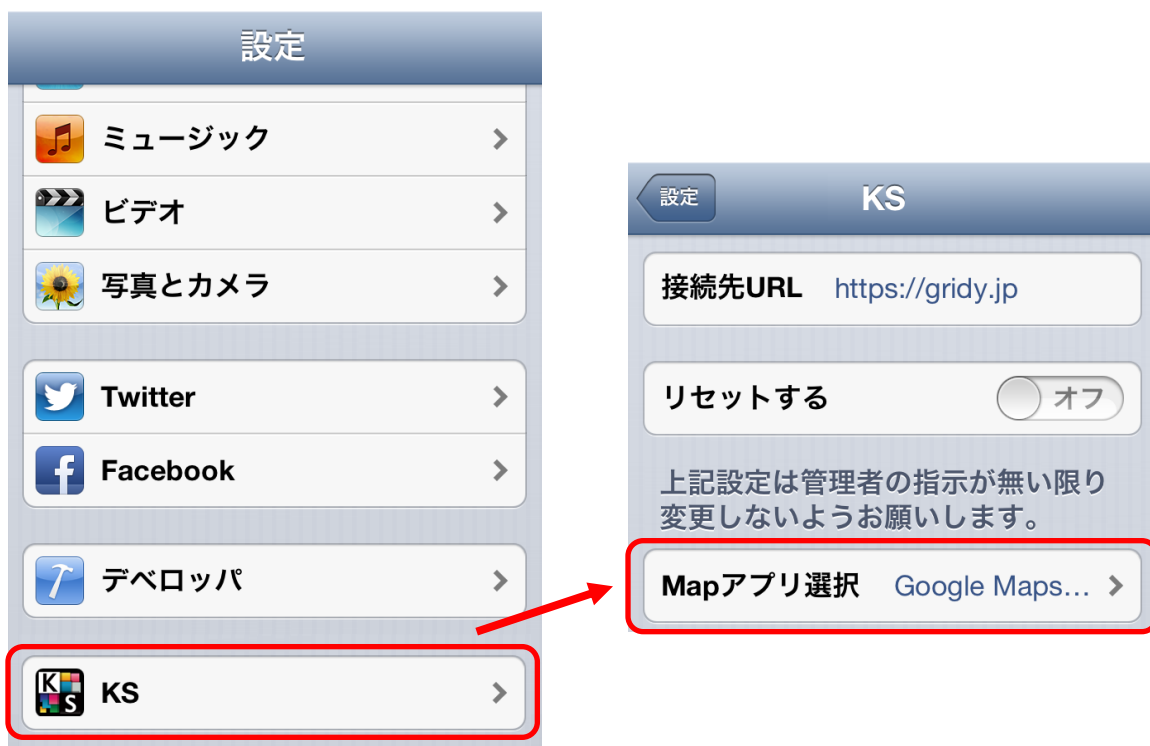 設定
ミュージック
ビデオ
写真とカメラ
Twitter
Facebook
デベロッパ
KS
KS
設定
KS
接続先URL https://gridy.jp
リセットする オフ
上記設定は管理者の指示が無い限り
変更しないようお願いします。
Mapアプリ選択 Google Maps...